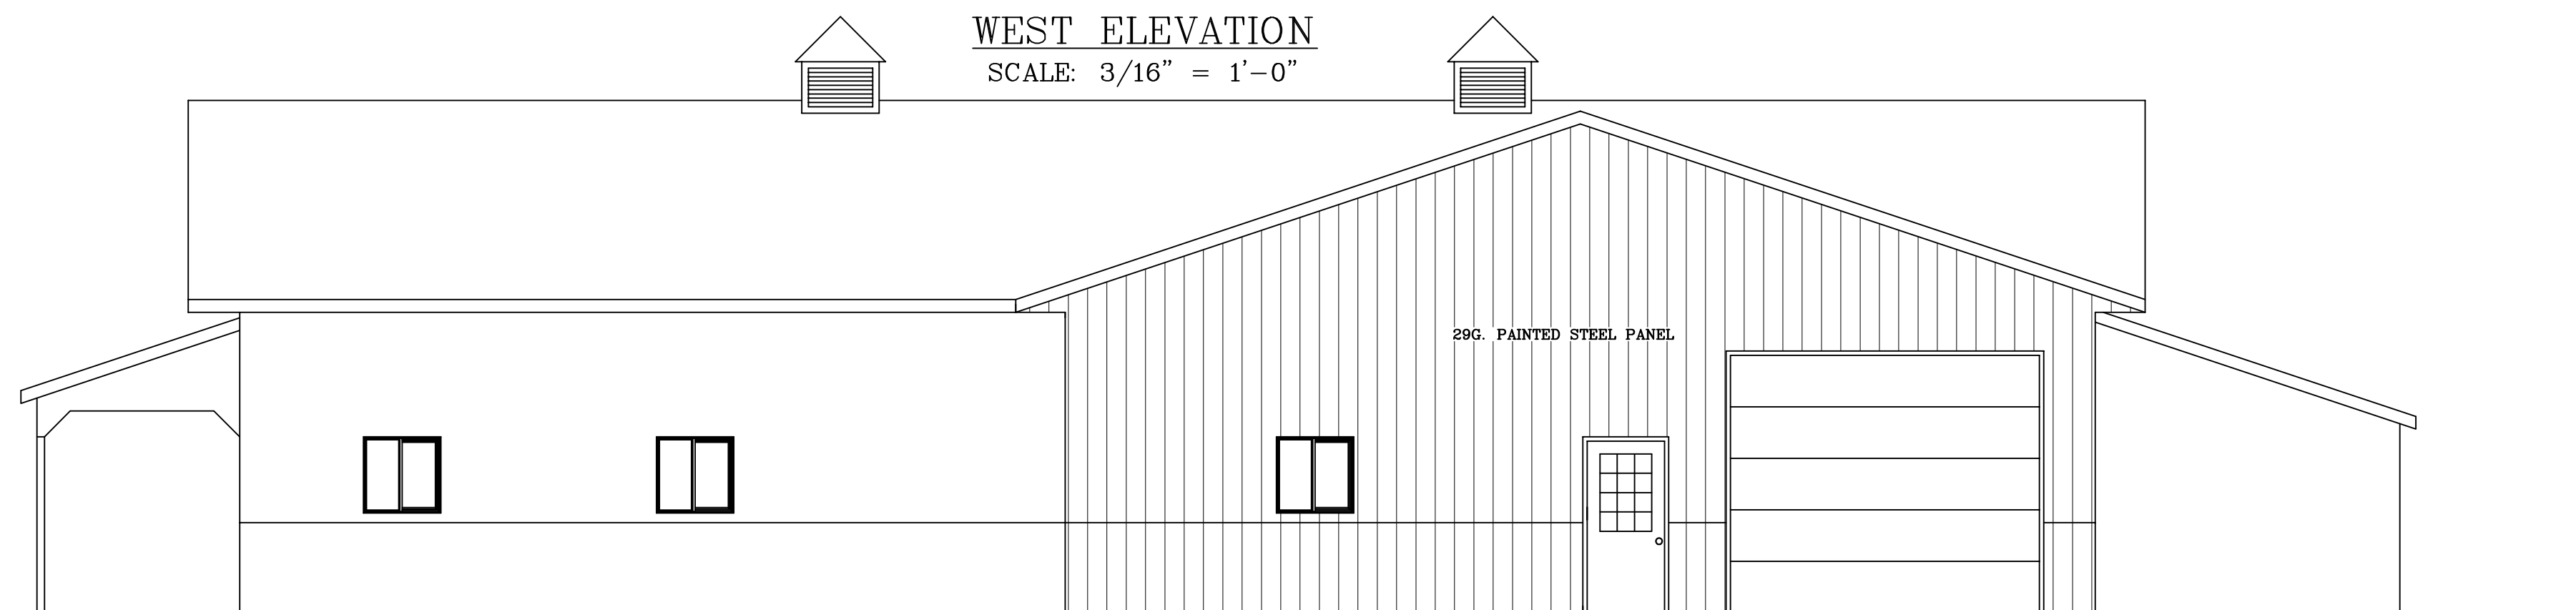 WEST ELEVATION
SCALE: 3/16" = 1'-0"
29G. PAINTED STEEL PANEL